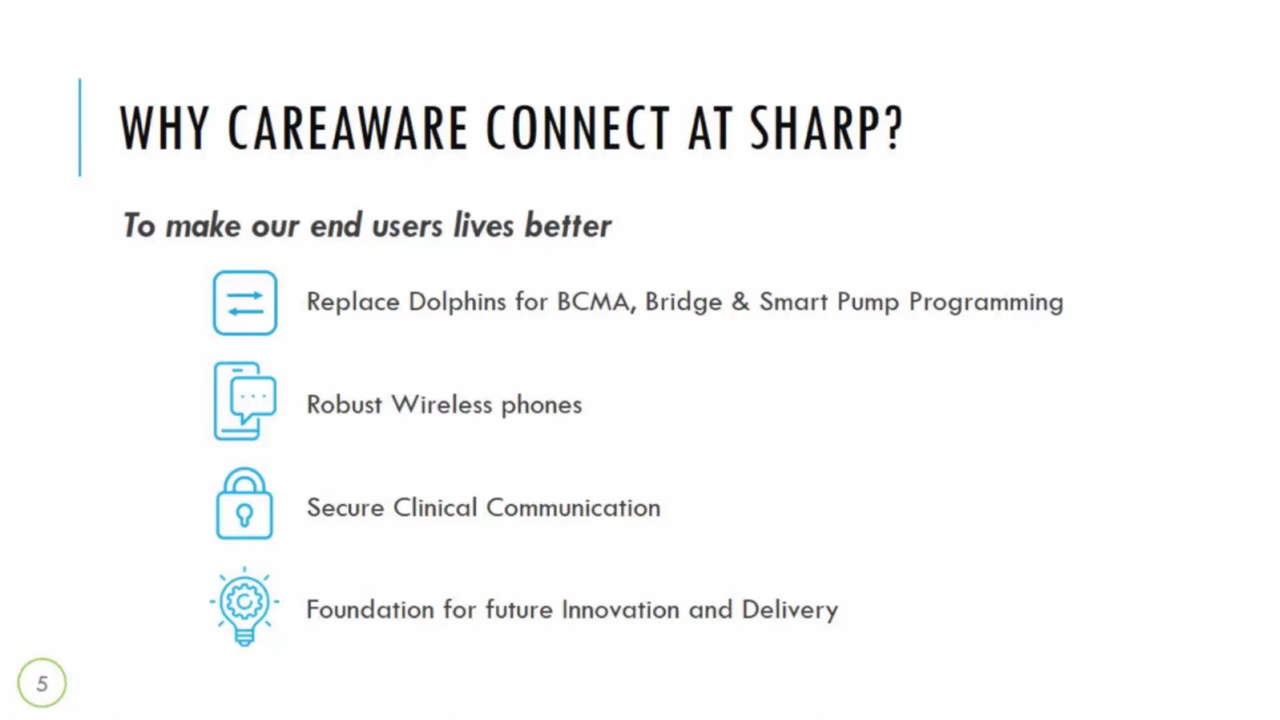 WHY CAREAWARE CONNECT AT SHARP?
To make our end users lives better
Replace Dolphins for BCMA, Bridge & Smart Pump Programming
Robust Wireless phones
Secure Clinical Communication
Foundation for future Innovation and Delivery
5